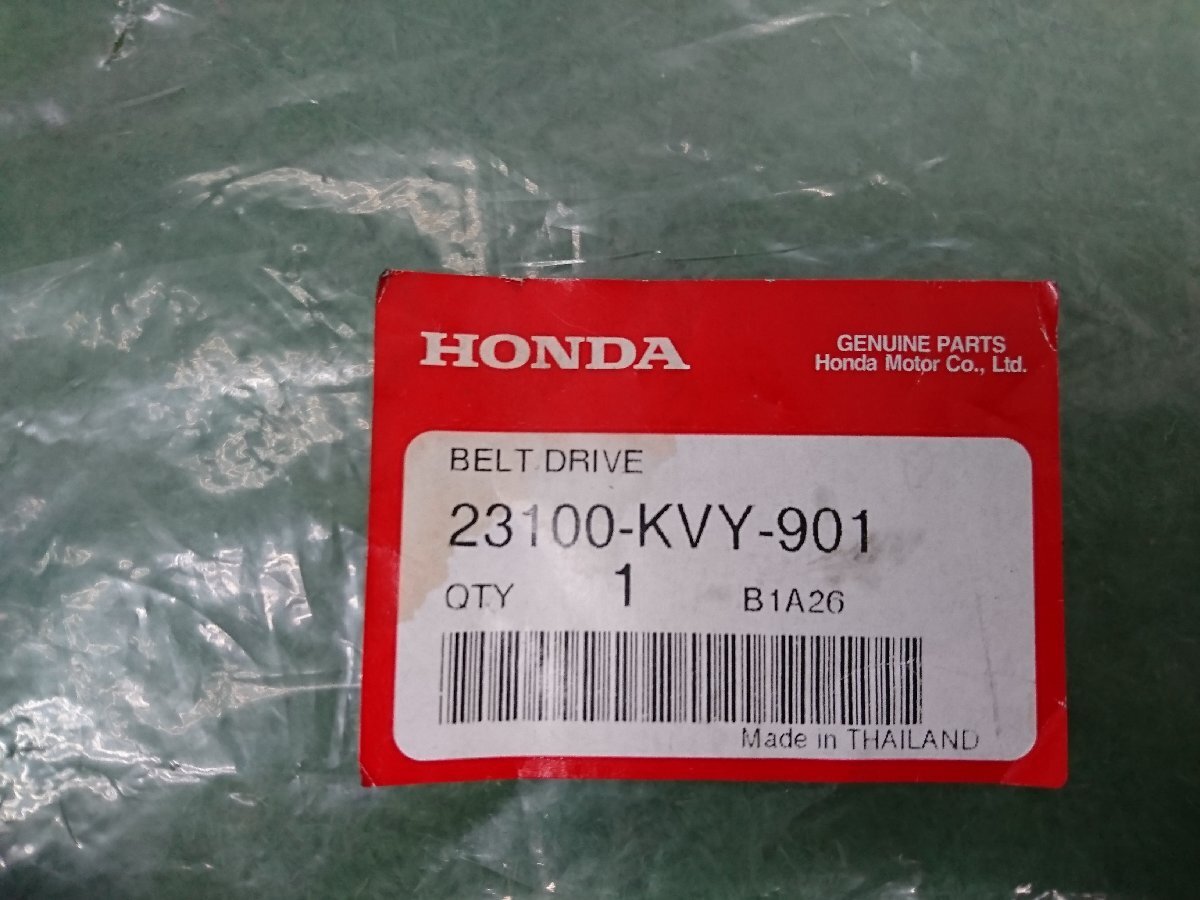 HONDA
GENUINE PARTS
Honda Motor Co., Ltd.
BELT DRIVE
23100-KVY-901
QTY 1 B1A26
Made in THAILAND